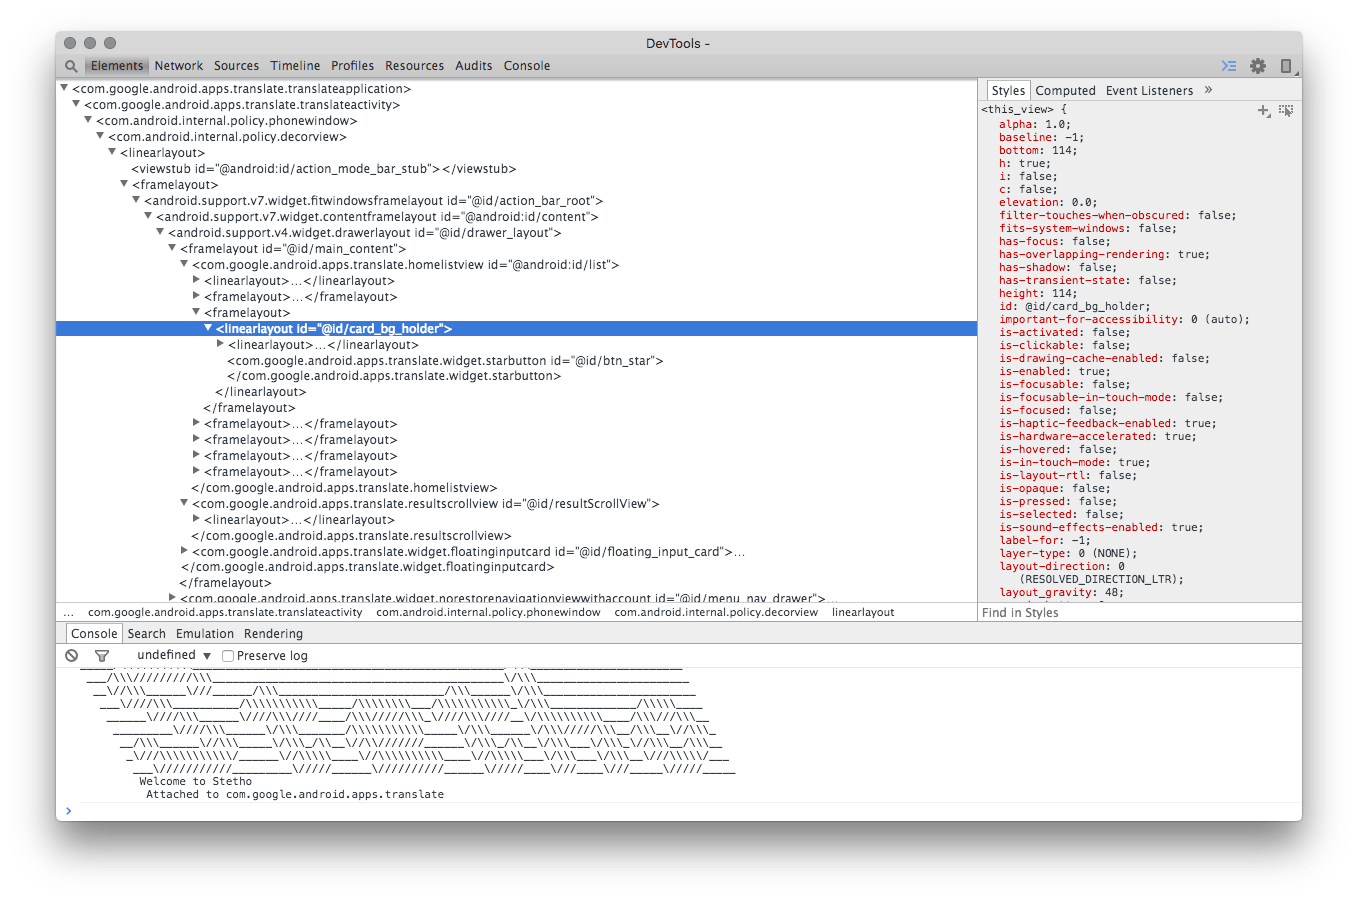 DevTools -
Elements Network Sources Timeline Profiles Resources Audits Console
<com.google.android.apps.translate.translateapplication>
<com.google.android.apps.translate.translateactivity>
<com.android.internal.policy.phonewindow>
<com.android.internal.policy.decorview>
<linearlayout>
<viewstub id="@android:id/action_mode_bar_stub"></viewstub>
<framelayout>
<android.support.v7.widget.fitwindowsframelayout id="@id/action_bar_root">
<android.support.v7.widget.contentframelayout id="@android:id/content">
<android.support.v4.widget.drawerlayout id="@id/drawer_layout">
<framelayout id="@id/main_content">
<com.google.android.apps.translate.homelistview id="@android:id/list">
<linearlayout>…</linearlayout>
<framelayout>…</framelayout>
<framelayout>
<linearlayout id="@id/card_bg_holder">
<linearlayout>…</linearlayout>
<com.google.android.apps.translate.widget.starbutton id="@id/btn_star">
</com.google.android.apps.translate.widget.starbutton>
</linearlayout>
</framelayout>
<framelayout>…</framelayout>
<framelayout>…</framelayout>
<framelayout>…</framelayout>
<framelayout>…</framelayout>
</com.google.android.apps.translate.homelistview>
<com.google.android.apps.translate.resultscrollview id="@id/resultScrollView">
<linearlayout>…</linearlayout>
</com.google.android.apps.translate.resultscrollview>
<com.google.android.apps.translate.widget.floatinginputcard id="@id/floating_input_card">…
</com.google.android.apps.translate.widget.floatinginputcard>
</framelayout>
<com.google.android.apps.translate.widget.norestorenavigationviewwithaccount id="@id/menu_nav_drawer">…
… com.google.android.apps.translate.translateactivity com.android.internal.policy.phonewindow com.android.internal.policy.decorview linearlayout
Styles Computed Event Listeners »
<this_view> {
alpha: 1.0;
baseline: -1;
bottom: 114;
h: true;
i: false;
c: false;
elevation: 0.0;
filter-touches-when-obscured: false;
fits-system-windows: false;
has-focus: false;
has-overlapping-rendering: true;
has-shadow: false;
has-transient-state: false;
height: 114;
id: @id/card_bg_holder;
important-for-accessibility: 0 (auto);
is-activated: false;
is-clickable: false;
is-drawing-cache-enabled: false;
is-enabled: true;
is-focusable: false;
is-focusable-in-touch-mode: false;
is-focused: false;
is-haptic-feedback-enabled: true;
is-hardware-accelerated: true;
is-hovered: false;
is-in-touch-mode: true;
is-layout-rtl: false;
is-opaque: false;
is-pressed: false;
is-selected: false;
is-sound-effects-enabled: true;
label-for: -1;
layer-type: 0 (NONE);
layout-direction: 0
(RESOLVED_DIRECTION_LTR);
layout_gravity: 48;
Find in Styles
Console Search Emulation Rendering
undefined ▼ Preserve log
Welcome to Stetho
Attached to com.google.android.apps.translate
>